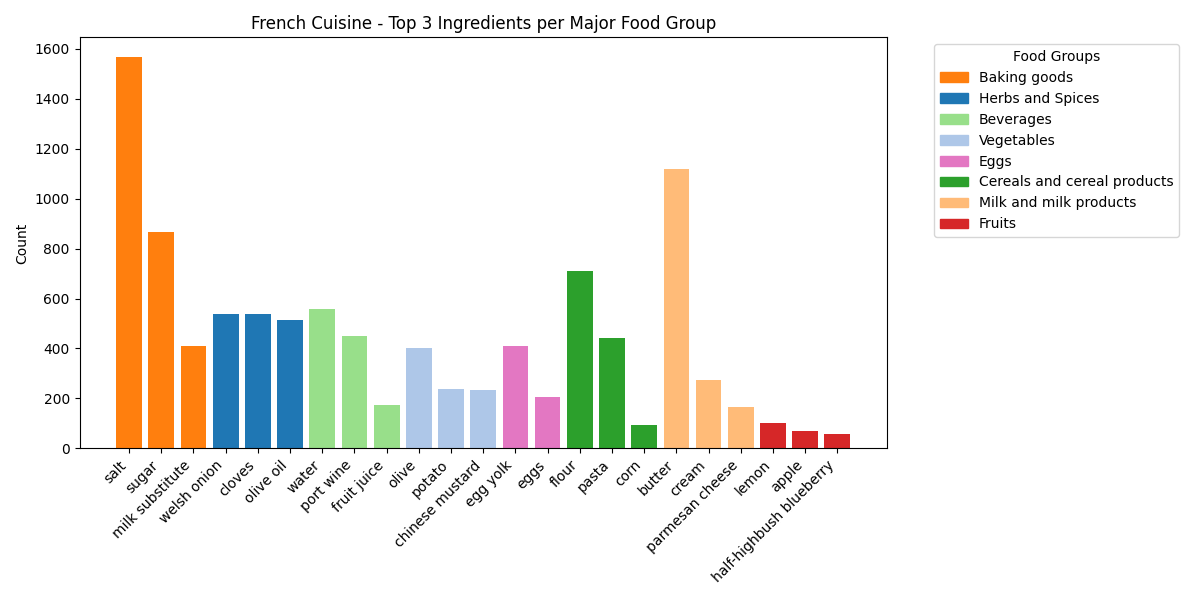 French Cuisine - Top 3 Ingredients per Major Food Group
Count
1600
1400
1200
1000
800
600
400
200
0
salt
sugar
milk substitute
welsh onion
cloves
olive oil
water
port wine
fruit juice
olive
potato
chinese mustard
egg yolk
eggs
flour
pasta
corn
butter
cream
parmesan cheese
lemon
apple
half-highbush blueberry
Food Groups
Baking goods
Herbs and Spices
Beverages
Vegetables
Eggs
Cereals and cereal products
Milk and milk products
Fruits